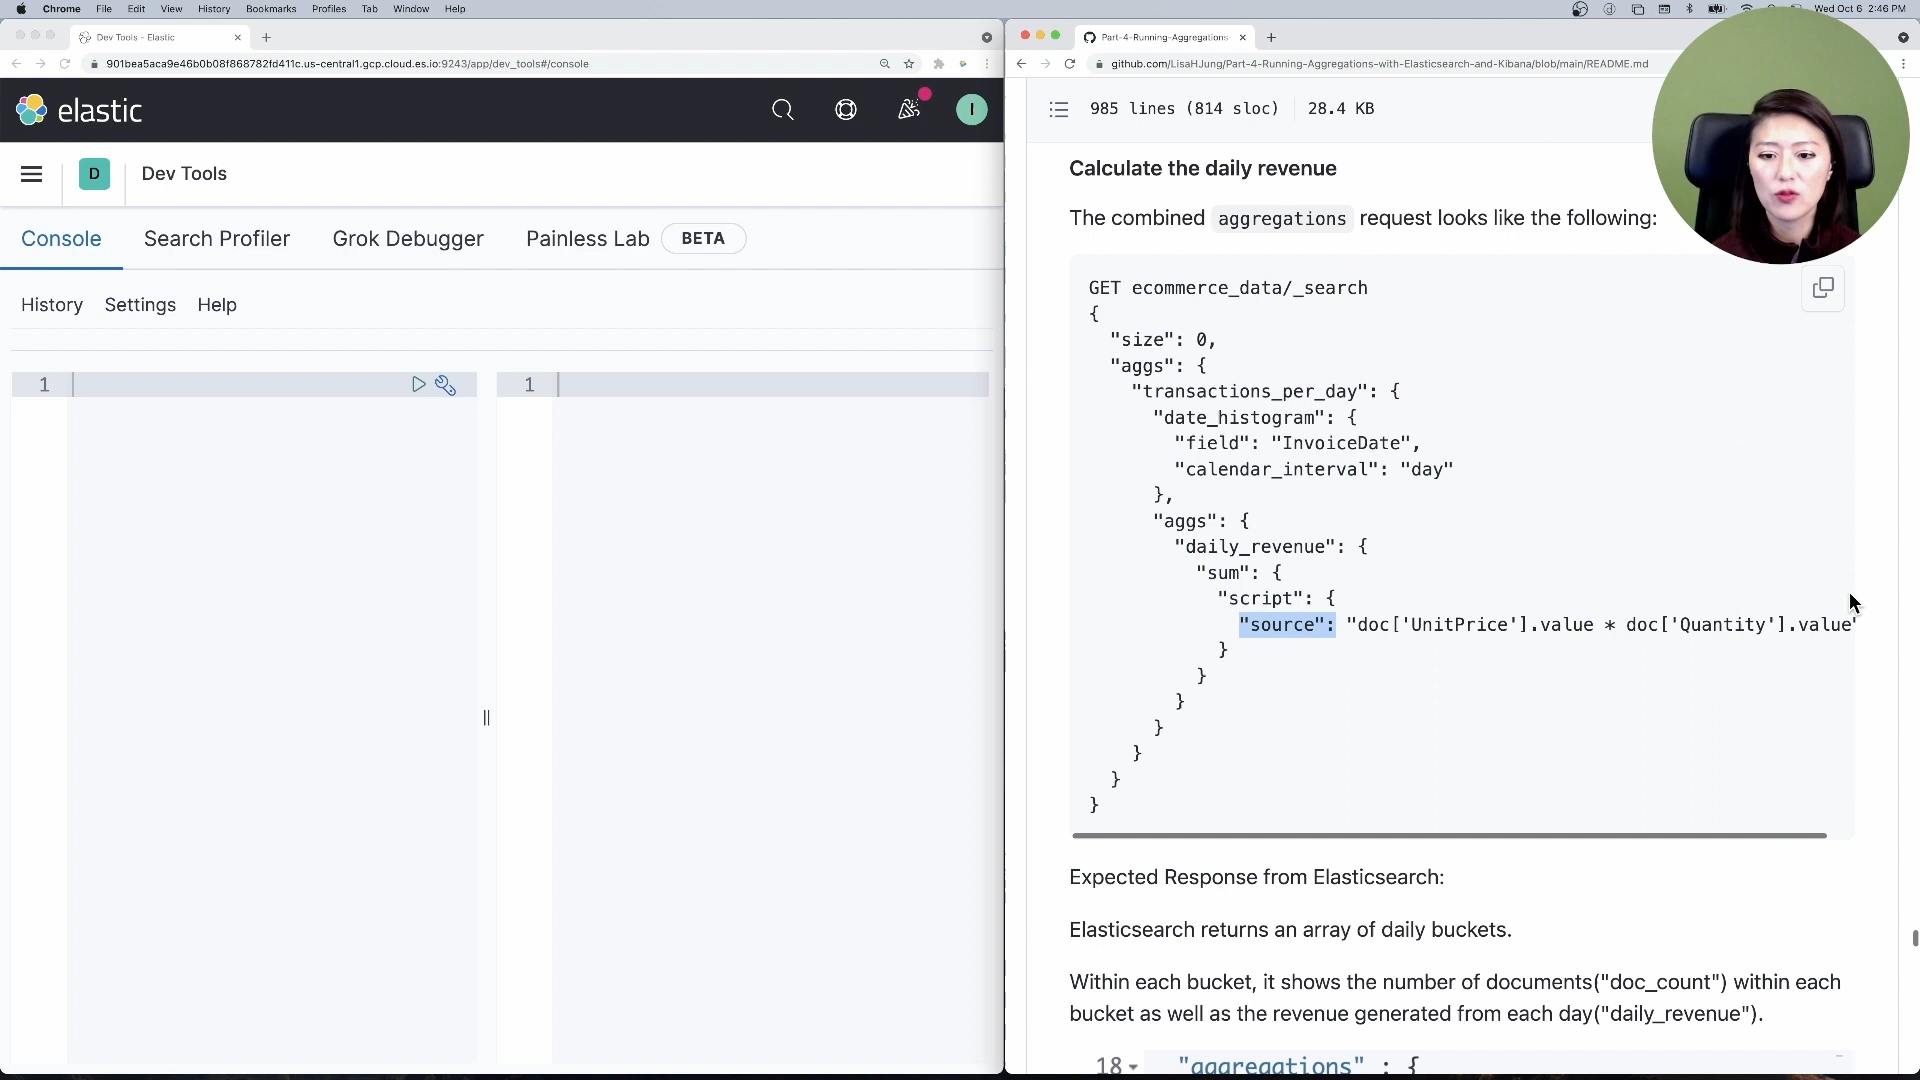 Chrome File Edit View History Bookmarks Profiles Tab Window Help
Wed Oct 6 2:46 PM
Dev Tools - Elastic
901bea5aca9e46b0b08f868782fd411c.us-central1.gcp.cloud.es.io:9243/app/dev_tools#/console
elastic
I
D
Dev Tools
Console Search Profiler Grok Debugger Painless Lab BETA
History Settings Help
1
1
Part-4-Running-Aggregations-
github.com/LisaHJung/Part-4-Running-Aggregations-with-Elasticsearch-and-Kibana/blob/main/README.md
985 lines (814 sloc) 28.4 KB
Calculate the daily revenue
The combined aggregations request looks like the following:
GET ecommerce_data/_search
{
"size": 0,
"aggs": {
"transactions_per_day": {
"date_histogram": {
"field": "InvoiceDate",
"calendar_interval": "day"
},
"aggs": {
"daily_revenue": {
"sum": {
"script": {
"source": "doc['UnitPrice'].value * doc['Quantity'].value"
}
}
}
}
}
}
}
Expected Response from Elasticsearch:
Elasticsearch returns an array of daily buckets.
Within each bucket, it shows the number of documents("doc_count") within each
bucket as well as the revenue generated from each day("daily_revenue").
18 "aggregations" : {